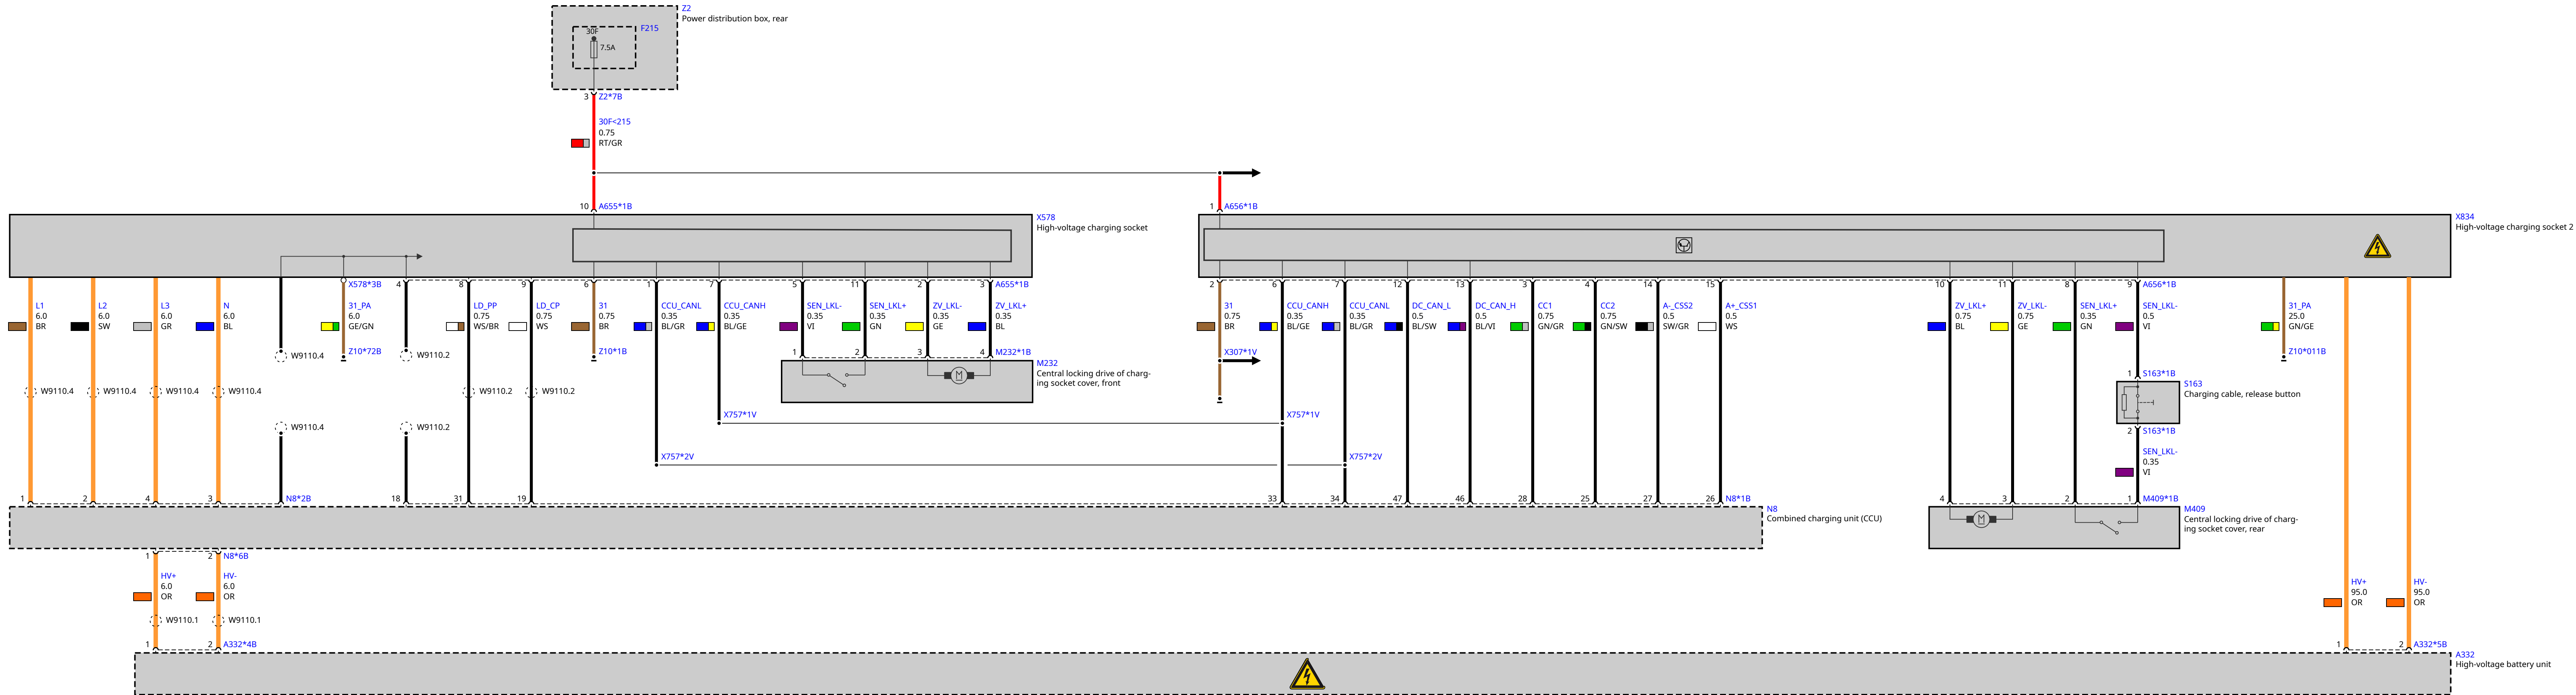 Z2
Power distribution box, rear
30F
F215
7.5A
3 Z2*7B
30F<215
0.75
RT/GR
10 A655*1B
1 A656*1B
X578
High-voltage charging socket
X834
High-voltage charging socket 2
X578*3B 4 8 9 6 1 7 5 11 2 3 A655*1B
2 6 7 12 13 3 4 14 15 10 11 8 9 A656*1B
L1
6.0
BR
L2
6.0
SW
L3
6.0
GR
N
6.0
BL
31_PA
6.0
GE/GN
LD_PP
0.75
WS/BR
LD_CP
0.75
WS
31
0.75
BR
CCU_CANL
0.35
BL/GR
CCU_CANH
0.35
BL/GE
SEN_LKL-
0.35
VI
SEN_LKL+
0.35
GN
ZV_LKL-
0.35
GE
ZV_LKL+
0.35
BL
31
0.75
BR
CCU_CANH
0.35
BL/GE
CCU_CANL
0.35
BL/GR
DC_CAN_L
0.5
BL/SW
DC_CAN_H
0.5
BL/VI
CC1
0.75
GN/GR
CC2
0.75
GN/SW
A-_CSS2
0.5
SW/GR
A+_CSS1
0.5
WS
ZV_LKL+
0.75
BL
ZV_LKL-
0.75
GE
SEN_LKL+
0.35
GN
SEN_LKL-
0.5
VI
31_PA
25.0
GN/GE
W9110.4
Z10*72B
W9110.2
Z10*1B
1 2 3 4 M232*1B
X307*1V
Z10*011B
M232
Central locking drive of charg-
ing socket cover, front
M
1 S163*1B
S163
Charging cable, release button
W9110.4
W9110.4
W9110.4
W9110.4
W9110.2
W9110.2
X757*1V
X757*1V
W9110.4
W9110.2
2 S163*1B
X757*2V
X757*2V
SEN_LKL-
0.35
VI
1 2 4 3 N8*2B 18 31 19 33 34 47 46 28 25 27 26 N8*1B
4 3 2 1 M409*1B
N8
Combined charging unit (CCU)
M
M409
Central locking drive of charg-
ing socket cover, rear
1 2 N8*6B
HV+
6.0
OR
HV-
6.0
OR
HV+
95.0
OR
HV-
95.0
OR
W9110.1
W9110.1
1 2 A332*4B
1 2 A332*5B
A332
High-voltage battery unit